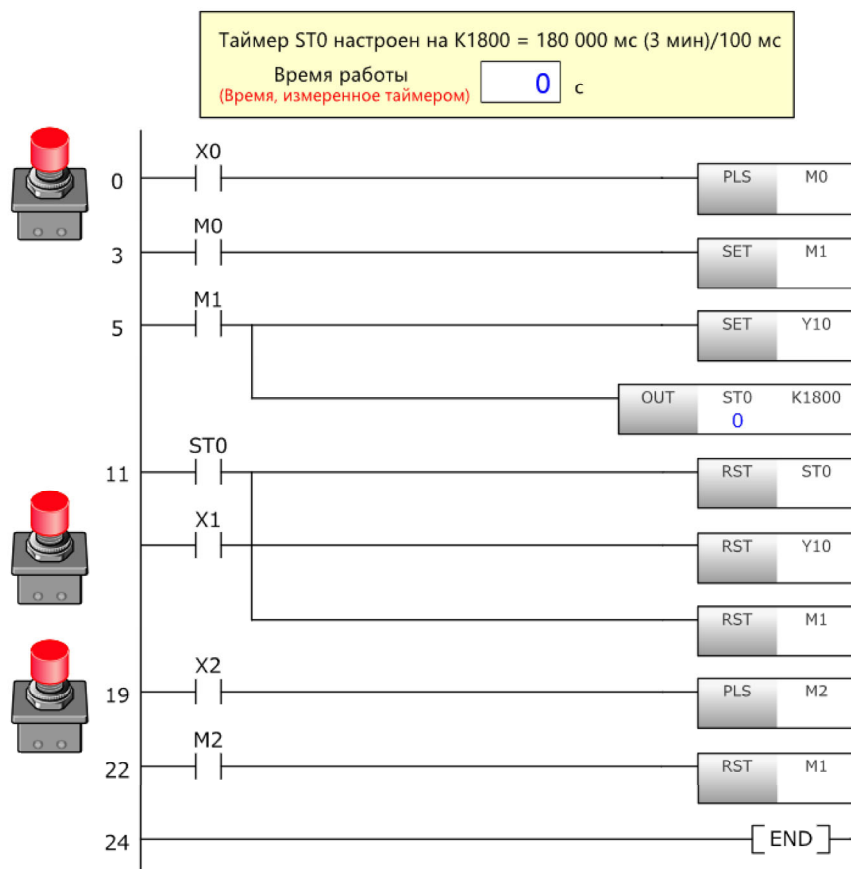 Таймер ST0 настроен на K1800 = 180 000 мс (3 мин)/100 мс
Время работы
(Время, измеренное таймером)
0 с
X0
0 PLS M0
M0
3 SET M1
M1
5 SET Y10
OUT ST0 K1800
0
ST0
11 RST ST0
X1
RST Y10
RST M1
X2
19 PLS M2
M2
22 RST M1
24 END